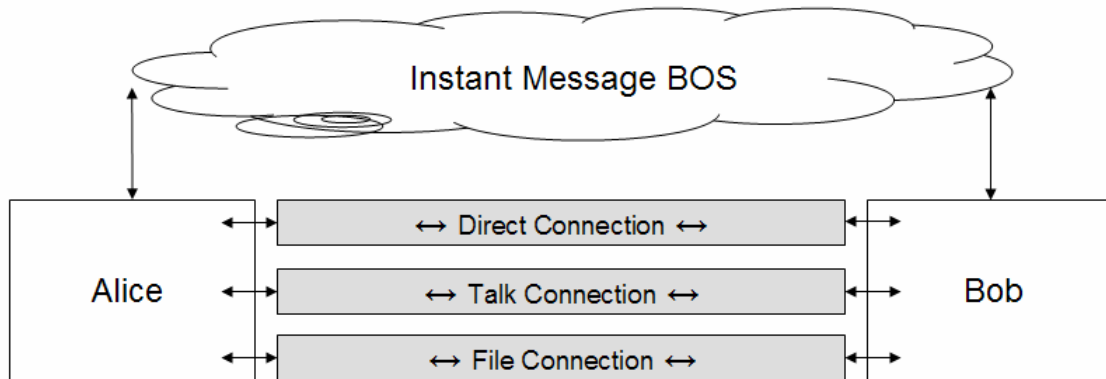 Instant Message BOS
↔ Direct Connection ↔
Alice
↔ Talk Connection ↔
Bob
↔ File Connection ↔